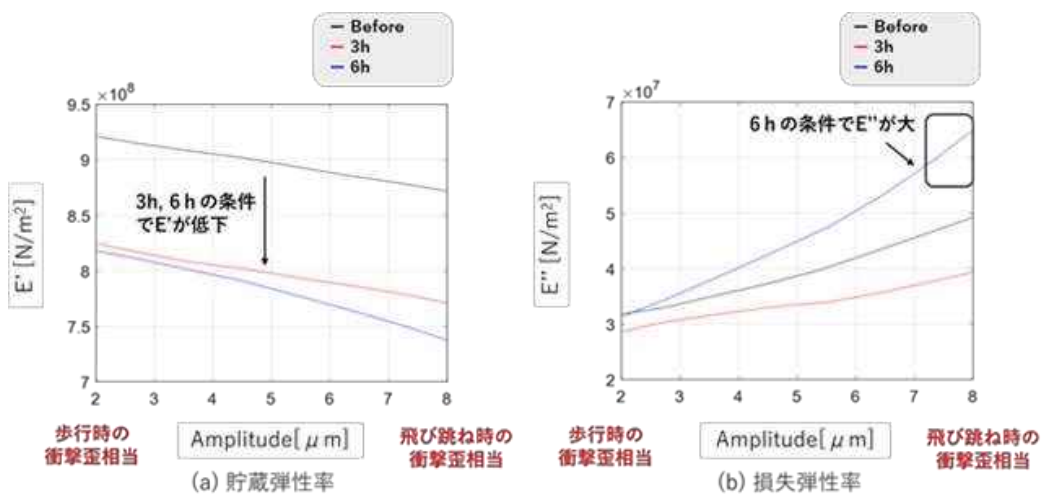 Before
3h
6h
×10⁸
9.5
9
8.5
8
7.5
7
E' [N/m²]
3h, 6hの条件
でE'が低下
2 3 4 5 6 7 8
歩行時の
衝撃歪相当
Amplitude[μm]
飛び跳ね時の
衝撃歪相当
(a) 貯蔵弾性率
Before
3h
6h
×10⁷
7
6
5
4
3
2
E'' [N/m²]
6hの条件でE''が大
2 3 4 5 6 7 8
歩行時の
衝撃歪相当
Amplitude[μm]
飛び跳ね時の
衝撃歪相当
(b) 損失弾性率